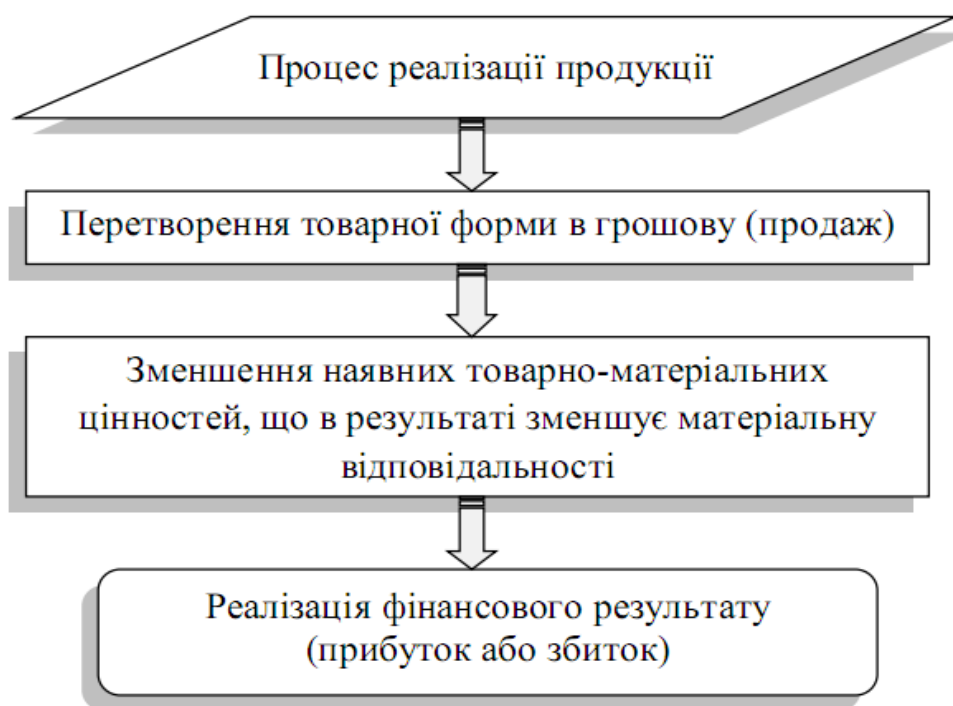 Процес реалізації продукції
Перетворення товарної форми в грошову (продаж)
Зменшення наявних товарно-матеріальних
цінностей, що в результаті зменшує матеріальну
відповідальності
Реалізація фінансового результату
(прибуток або збиток)